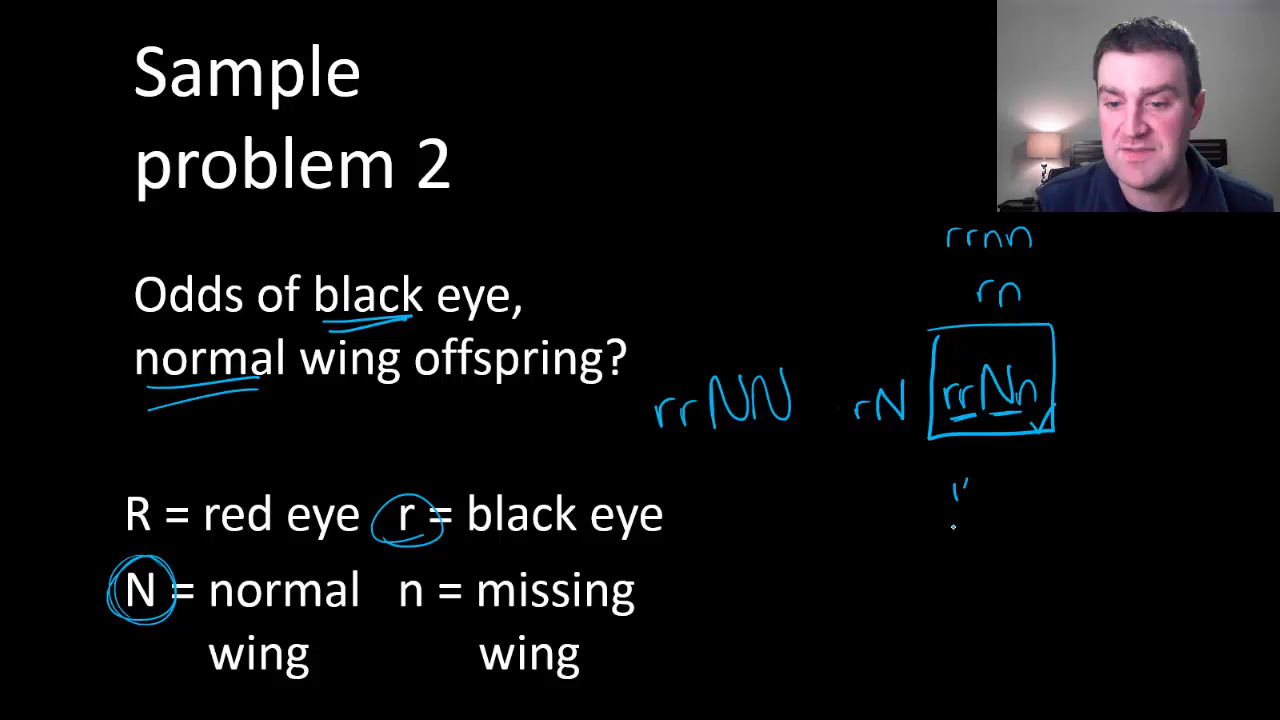 Sample
problem 2
Odds of black eye,
normal wing offspring?
R = red eye r = black eye
N = normal n = missing
wing wing
rrnn
rn
rrNN rN rrNn
r